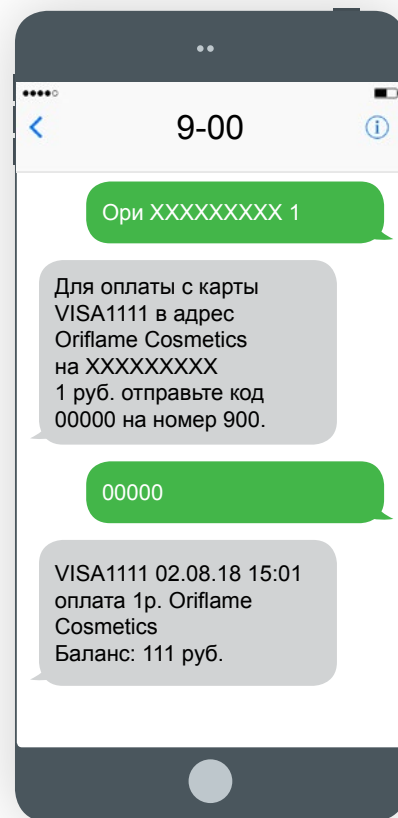 9-00
Ори XXXXXXXXX 1
Для оплаты с карты
VISA1111 в адрес
Oriflame Cosmetics
на XXXXXXXXX
1 руб. отправьте код
00000 на номер 900.
00000
VISA1111 02.08.18 15:01
оплата 1р. Oriflame
Cosmetics
Баланс: 111 руб.